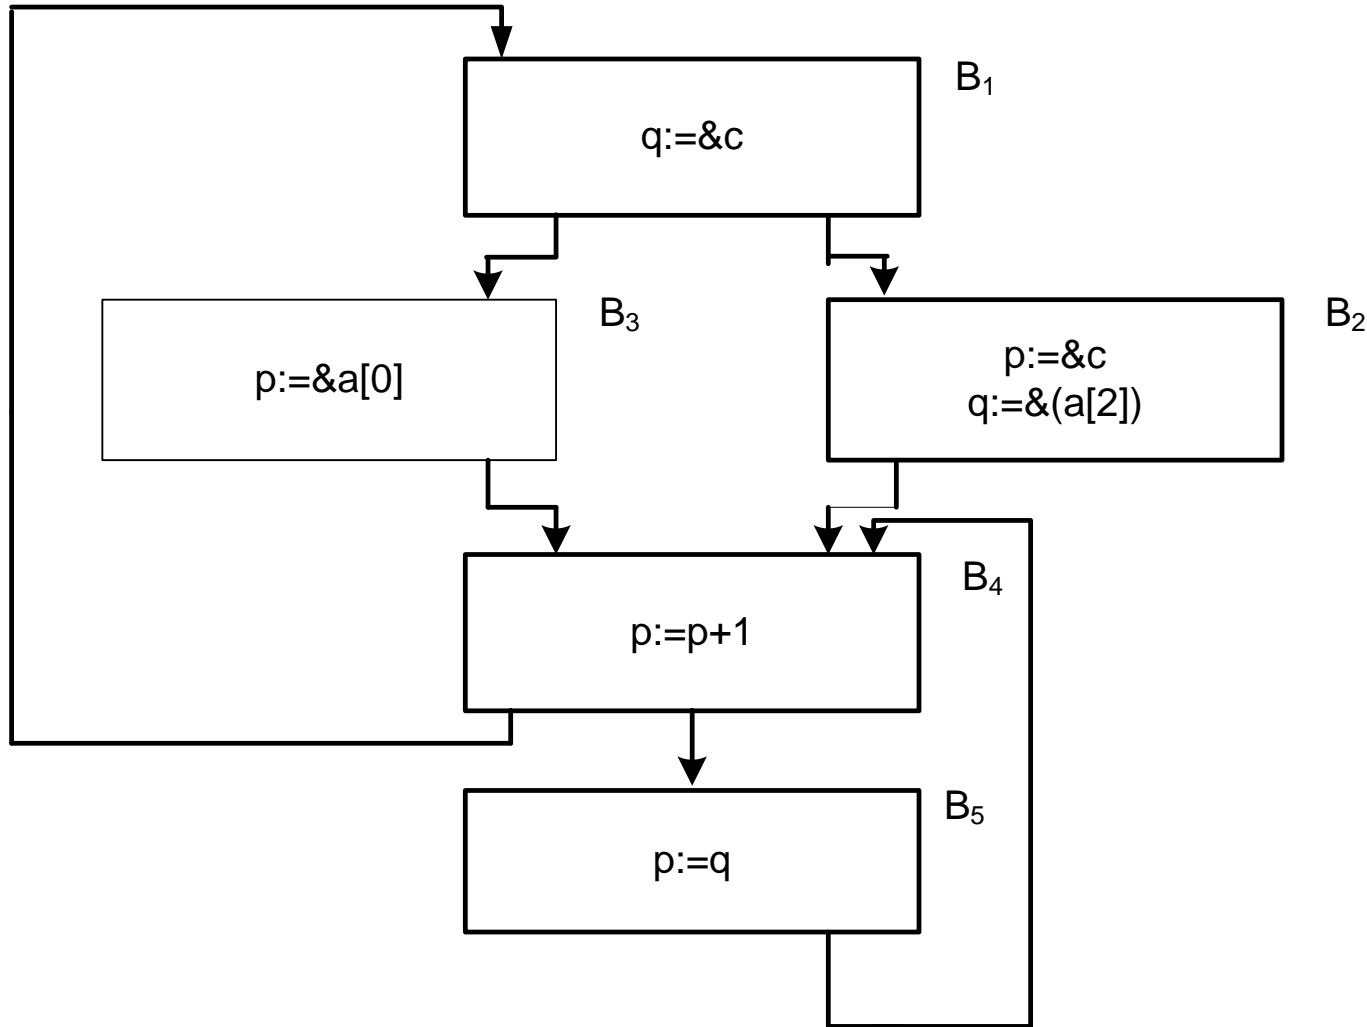 B₁
q:=&c
B₃
p:=&a[0]
B₂
p:=&c
q:=&(a[2])
B₄
p:=p+1
B₅
p:=q